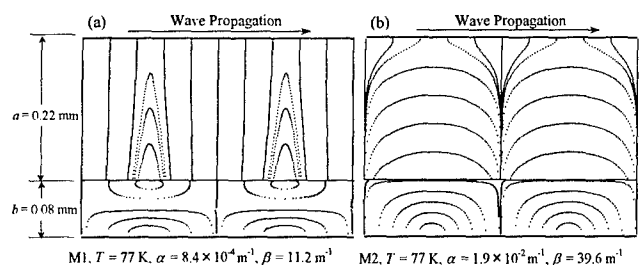 (a) Wave Propagation
(b) Wave Propagation
a = 0.22 mm
b = 0.08 mm
M1, T = 77 K, α = 8.4 × 10⁻⁴ m⁻¹, β = 11.2 m⁻¹
M2, T = 77 K, α = 1.9 × 10⁻² m⁻¹, β = 39.6 m⁻¹